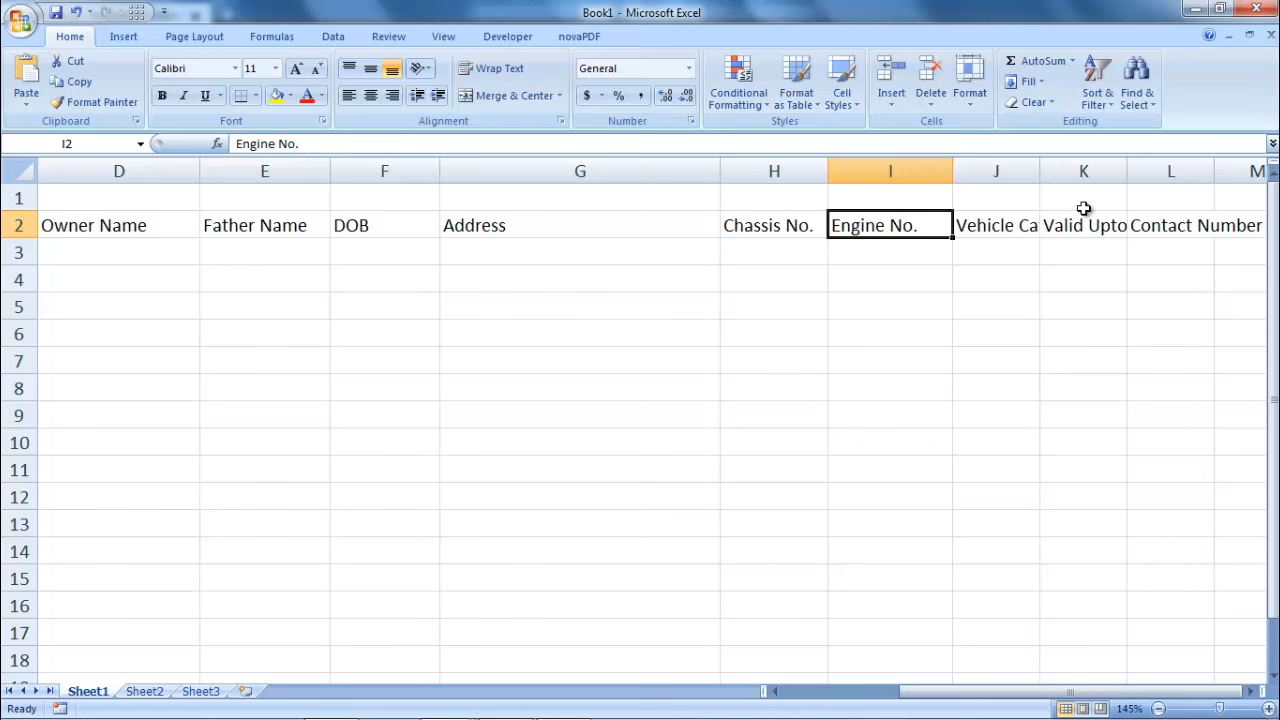 Book1 - Microsoft Excel
Home Insert Page Layout Formulas Data Review View Developer novaPDF
Paste
Cut
Copy
Format Painter
Clipboard
Calibri 11
A A
B I U A
Font
Wrap Text
Merge & Center
Alignment
General
$ % ,
Number
Conditional Formatting
Format as Table
Cell Styles
Styles
Insert
Delete
Format
Cells
Σ AutoSum
Fill
Clear
Sort & Filter
Find & Select
Editing
I2 fx Engine No.
D E F G H I J K L M
1
2 Owner Name Father Name DOB Address Chassis No. Engine No. Vehicle Ca Valid Upto Contact Number
3
4
5
6
7
8
9
10
11
12
13
14
15
16
17
18
Sheet1 Sheet2 Sheet3
Ready 145%